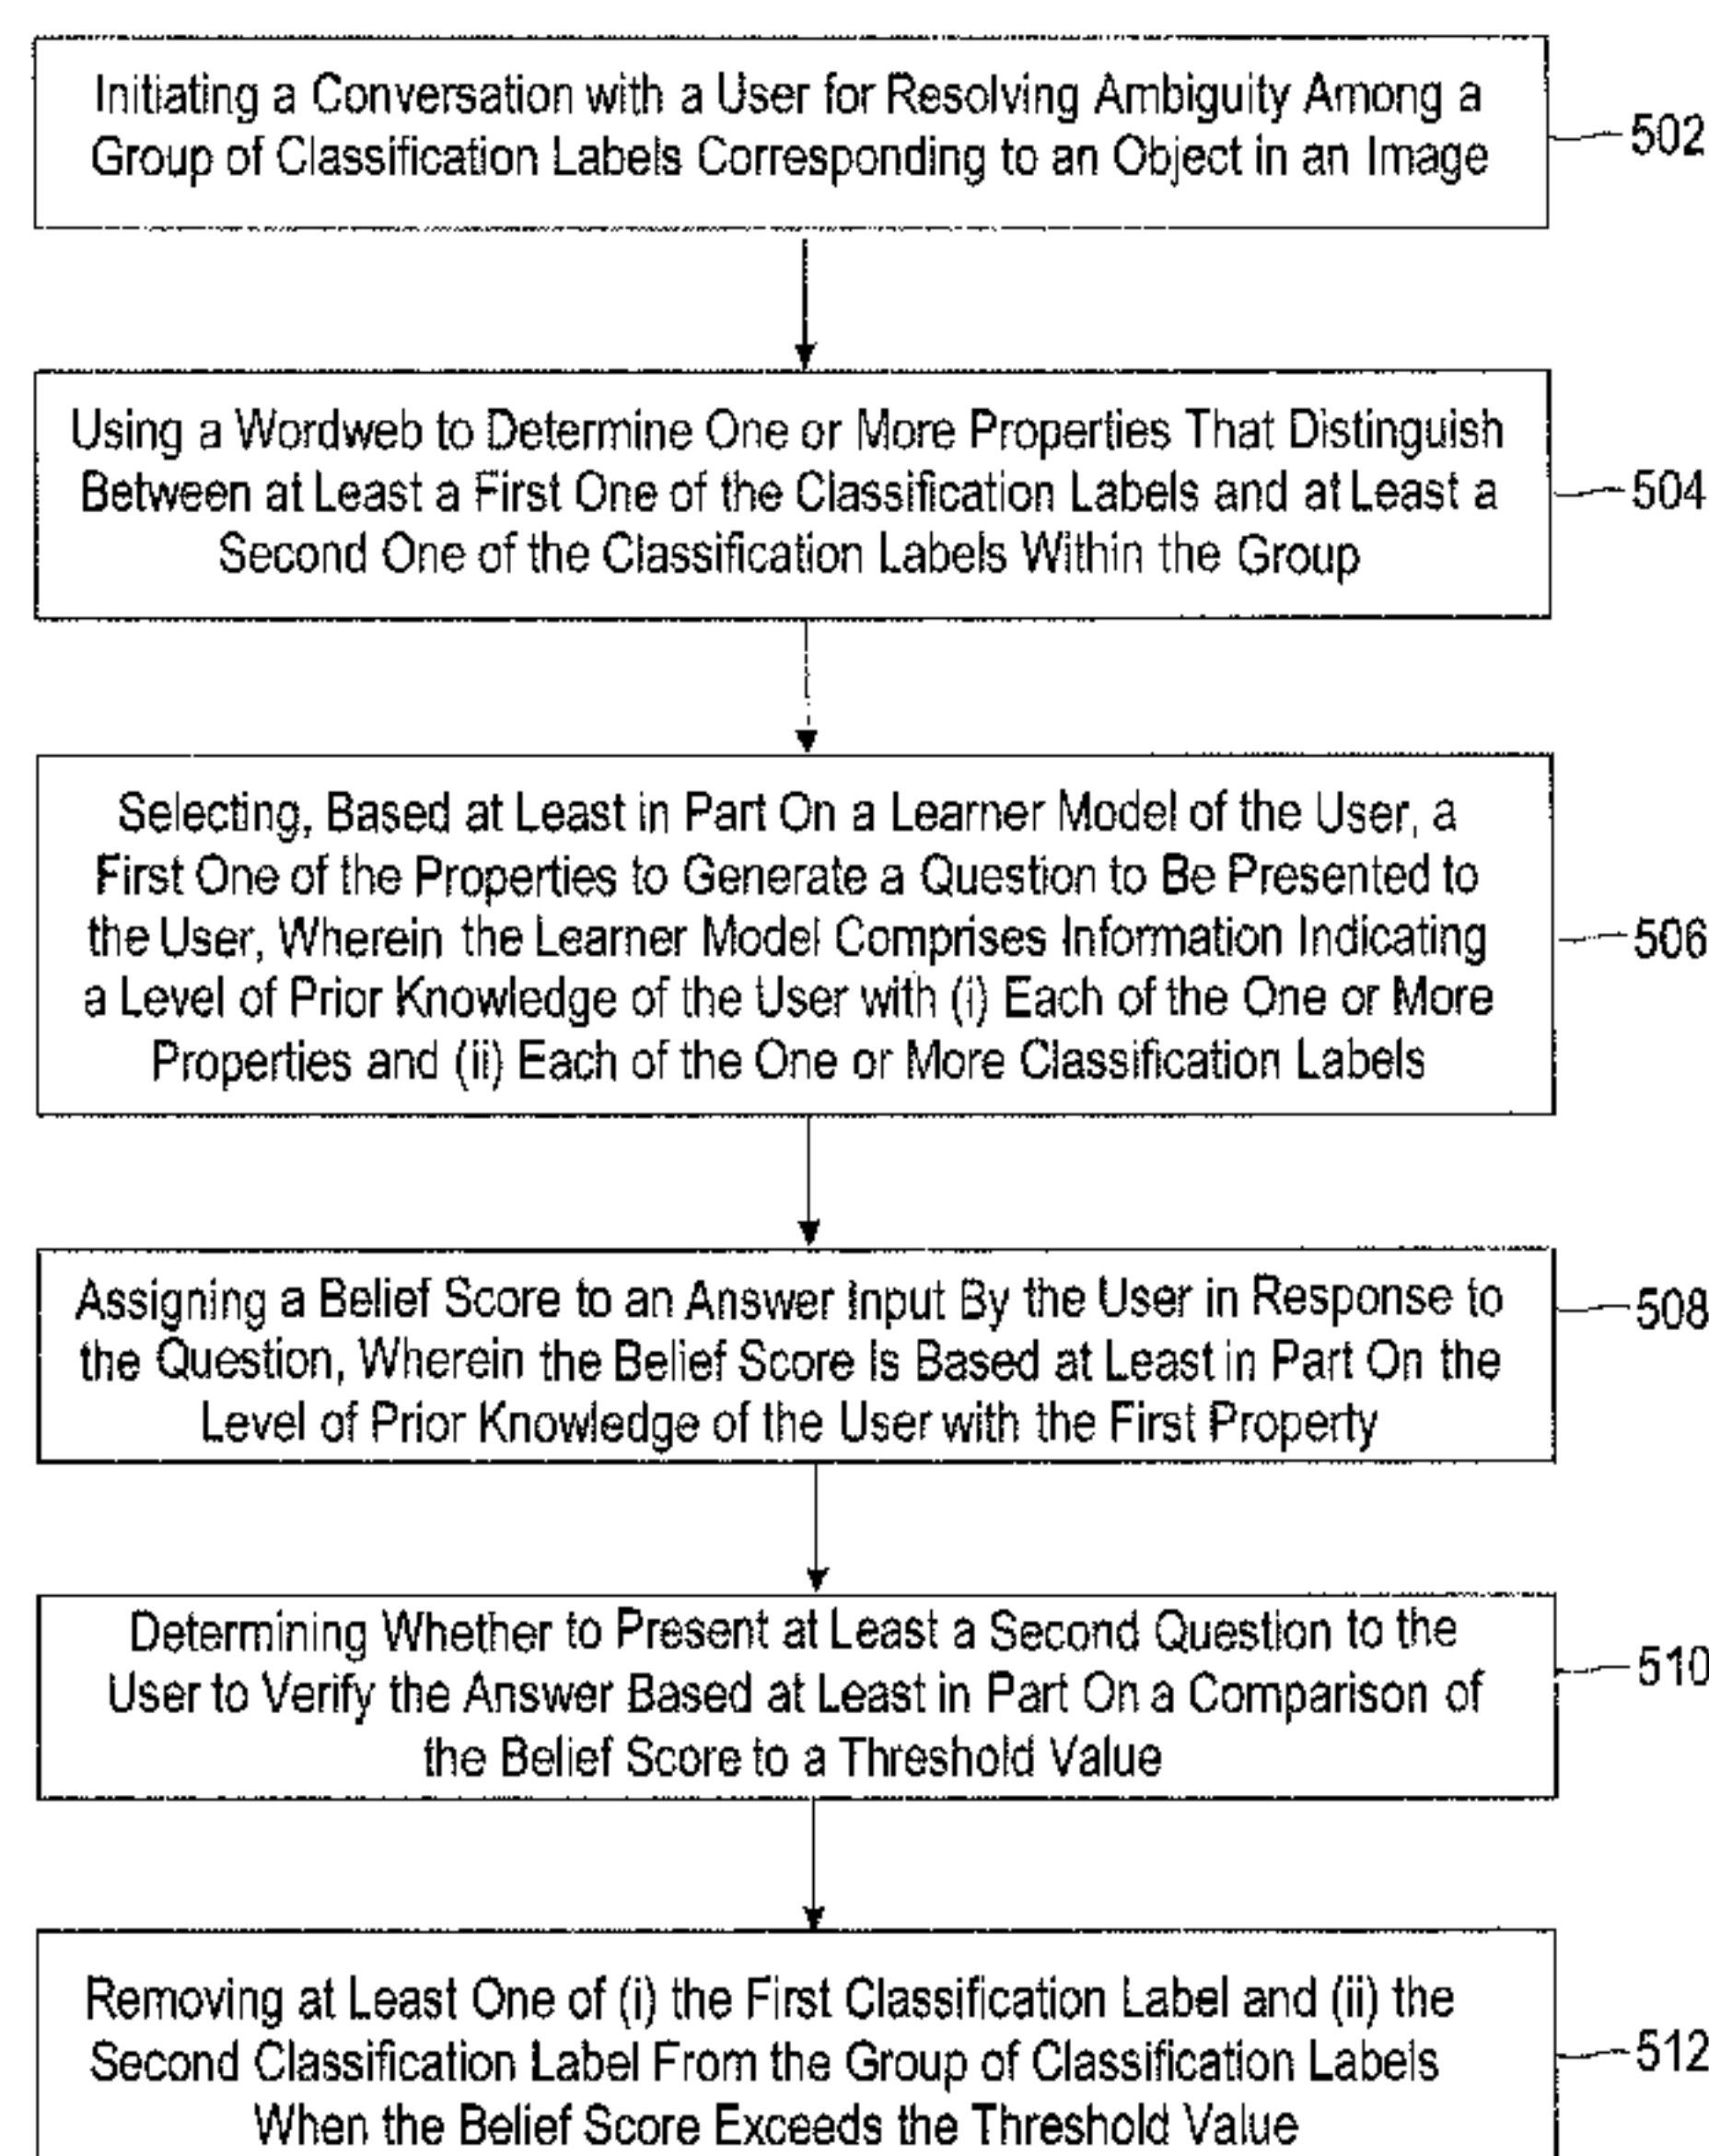 Initiating a Conversation with a User for Resolving Ambiguity Among a
Group of Classification Labels Corresponding to an Object in an Image
502
Using a Wordweb to Determine One or More Properties That Distinguish
Between at Least a First One of the Classification Labels and at Least a
Second One of the Classification Labels Within the Group
504
Selecting, Based at Least in Part On a Learner Model of the User, a
First One of the Properties to Generate a Question to Be Presented to
the User, Wherein the Learner Model Comprises Information Indicating
a Level of Prior Knowledge of the User with (i) Each of the One or More
Properties and (ii) Each of the One or More Classification Labels
506
Assigning a Belief Score to an Answer Input By the User in Response to
the Question, Wherein the Belief Score Is Based at Least in Part On the
Level of Prior Knowledge of the User with the First Property
508
Determining Whether to Present at Least a Second Question to the
User to Verify the Answer Based at Least in Part On a Comparison of
the Belief Score to a Threshold Value
510
Removing at Least One of (i) the First Classification Label and (ii) the
Second Classification Label From the Group of Classification Labels
When the Belief Score Exceeds the Threshold Value
512